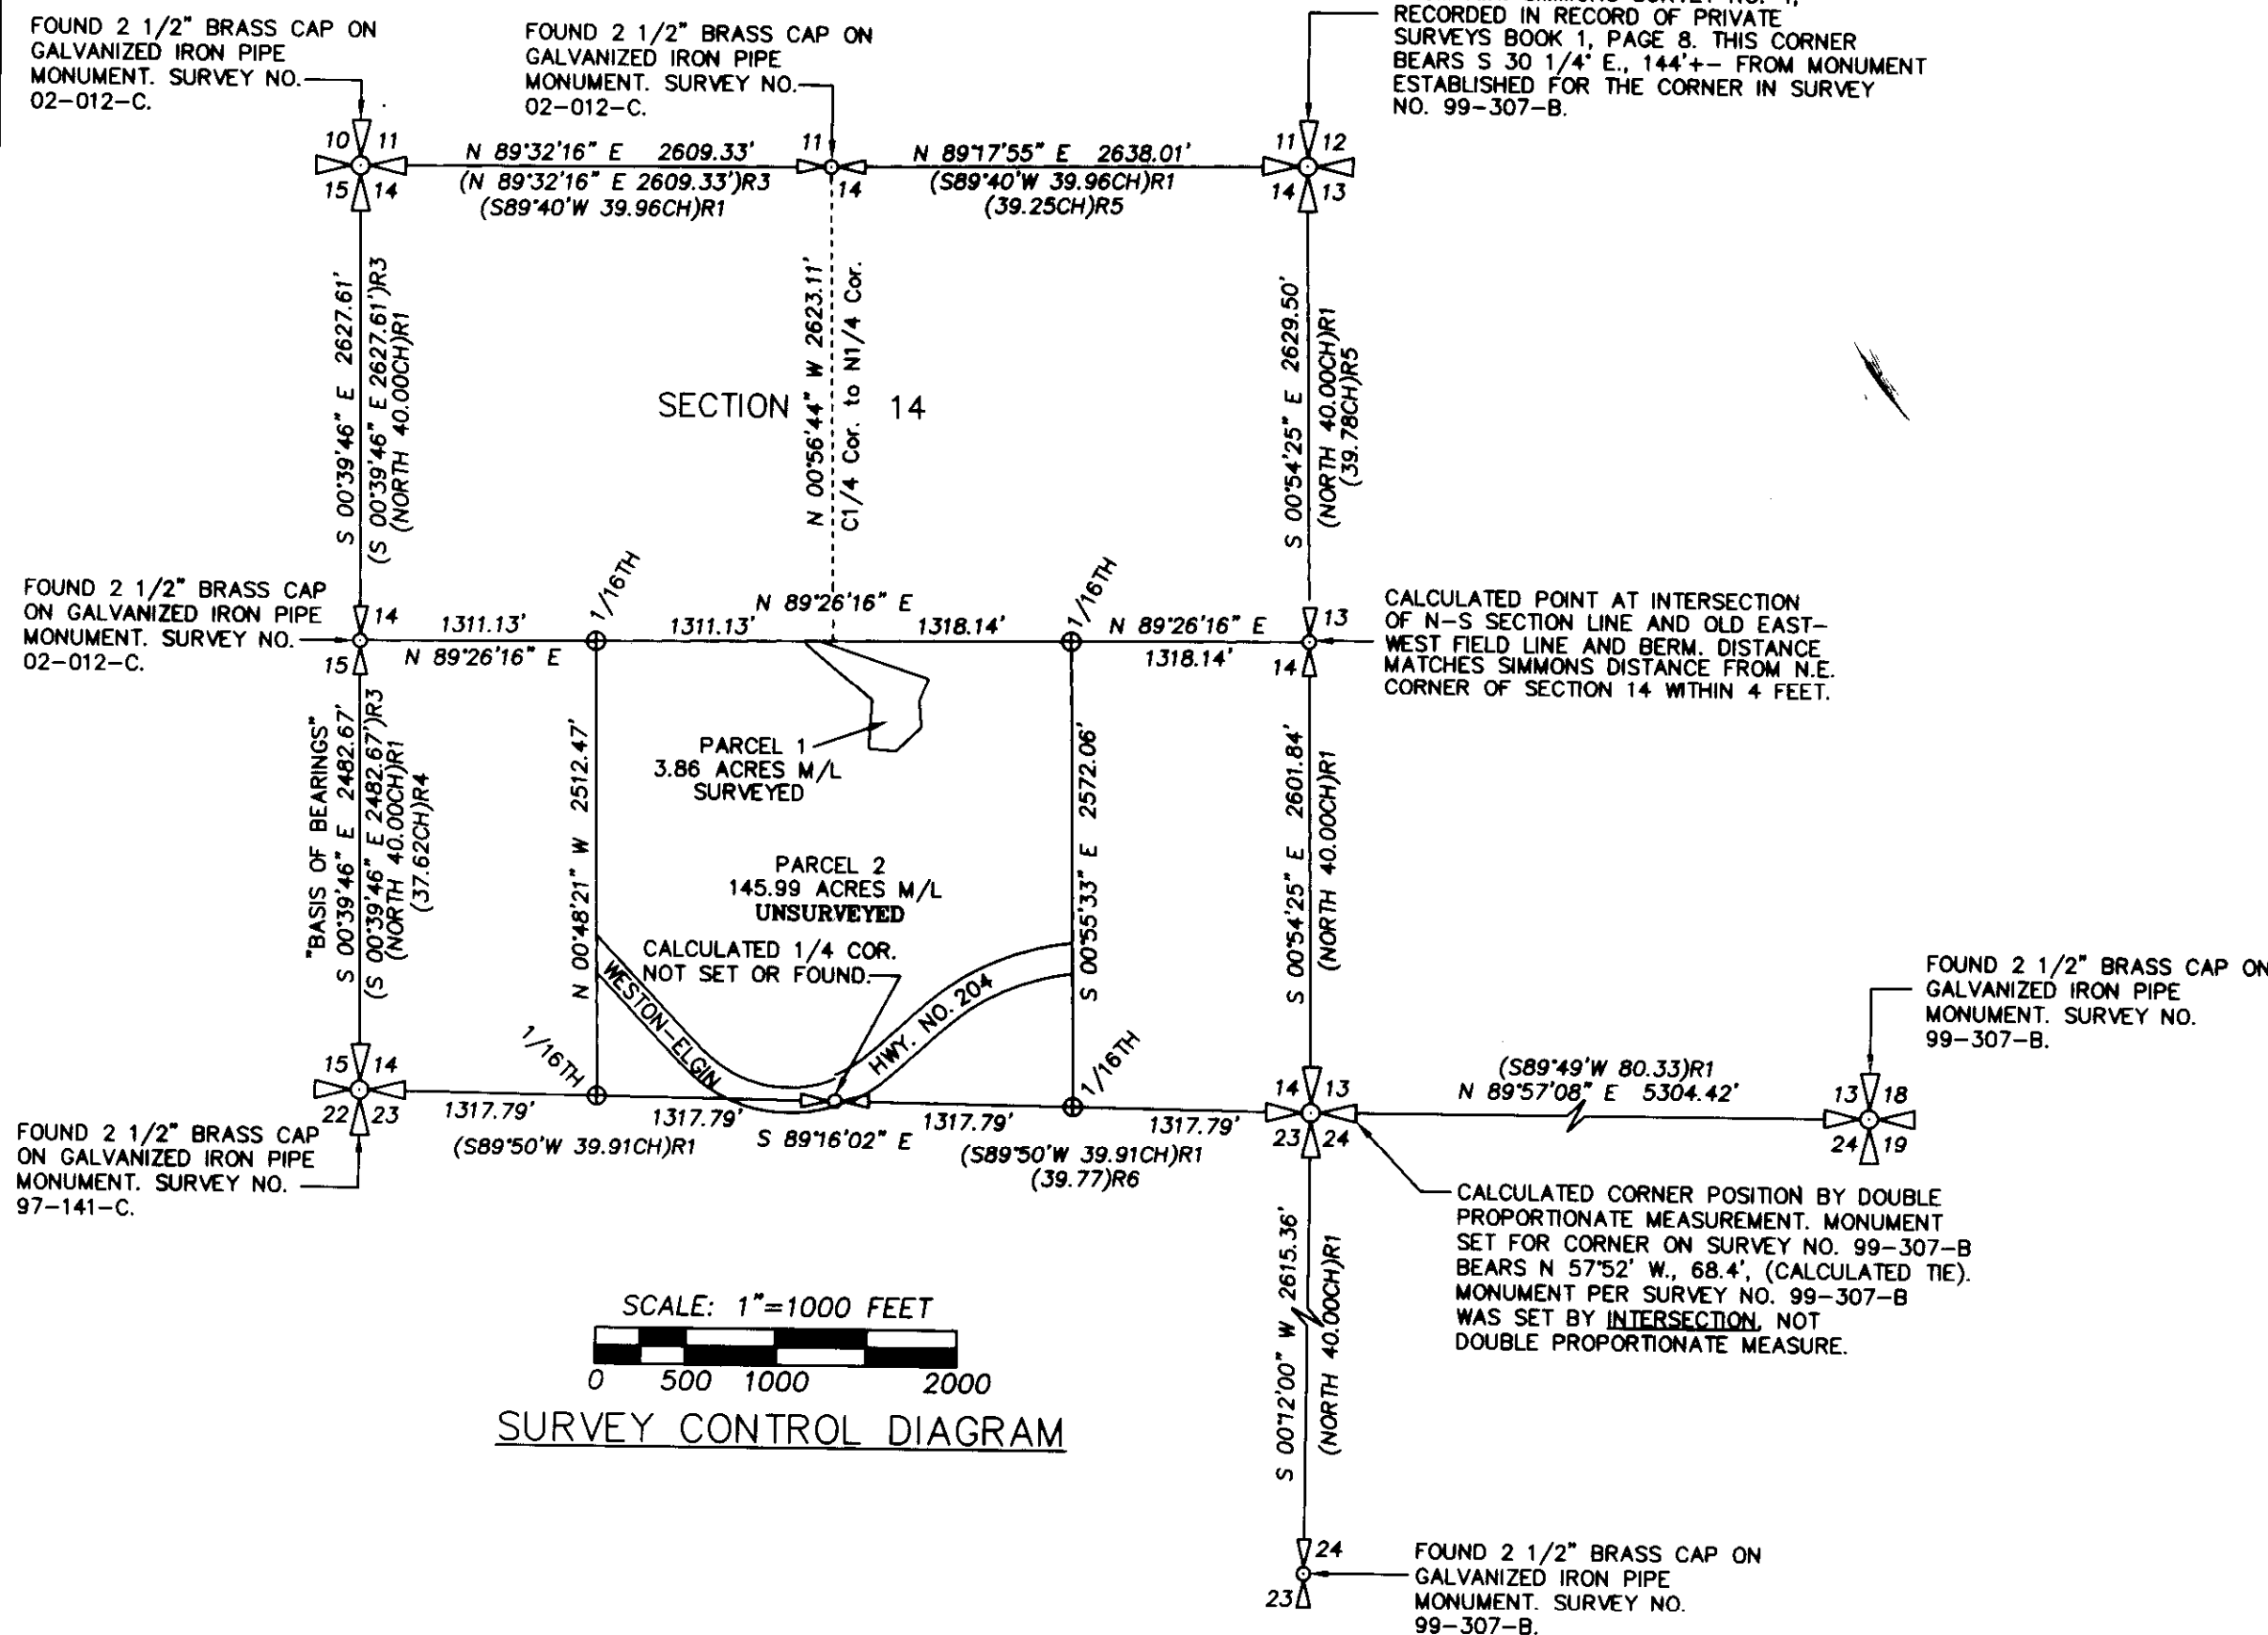 FOUND 2 1/2" BRASS CAP ON
GALVANIZED IRON PIPE
MONUMENT. SURVEY NO.
02-012-C.
FOUND 2 1/2" BRASS CAP ON
GALVANIZED IRON PIPE
MONUMENT. SURVEY NO.
02-012-C.
RECORDED IN RECORD OF PRIVATE
SURVEYS BOOK 1, PAGE 8. THIS CORNER
BEARS S 30 1/4° E., 144'+- FROM MONUMENT
ESTABLISHED FOR THE CORNER IN SURVEY
NO. 99-307-B.
10 11
15 14
N 89°32'16" E 2609.33'
(N 89°32'16" E 2609.33')R3
(S89°40'W 39.96CH)R1
11
14
N 89°17'55" E 2638.01'
(S89°40'W 39.96CH)R1
(39.25CH)R5
11 12
14 13
S 00°39'46" E 2627.61'
(S 00°39'46" E 2627.61')R3
(NORTH 40.00CH)R1
SECTION 14
N 00°56'44" W 2623.11'
C1/4 Cor. to N1/4 Cor.
S 00°54'25" E 2629.50'
(NORTH 40.00CH)R1
(39.78CH)R5
FOUND 2 1/2" BRASS CAP
ON GALVANIZED IRON PIPE
MONUMENT. SURVEY NO.
02-012-C.
14
15
1311.13'
N 89°26'16" E
1/16TH
1311.13'
N 89°26'16" E
1318.14'
1/16TH
N 89°26'16" E
1318.14'
13
14
CALCULATED POINT AT INTERSECTION
OF N-S SECTION LINE AND OLD EAST-
WEST FIELD LINE AND BERM. DISTANCE
MATCHES SIMMONS DISTANCE FROM N.E.
CORNER OF SECTION 14 WITHIN 4 FEET.
"BASIS OF BEARINGS"
S 00°39'46" E 2482.67'
(S 00°39'46" E 2482.67')R3
(NORTH 40.00CH)R1
(37.62CH)R4
N 00°48'21" W 2512.47'
PARCEL 1
3.86 ACRES M/L
SURVEYED
PARCEL 2
145.99 ACRES M/L
UNSURVEYED
CALCULATED 1/4 COR.
NOT SET OR FOUND.
WESTON-ELGIN
HWY. NO. 204
S 00°55'33" E 2572.06'
S 00°54'25" E 2601.84'
(NORTH 40.00CH)R1
FOUND 2 1/2" BRASS CAP ON
GALVANIZED IRON PIPE
MONUMENT. SURVEY NO.
99-307-B.
15 14
22 23
FOUND 2 1/2" BRASS CAP
ON GALVANIZED IRON PIPE
MONUMENT. SURVEY NO.
97-141-C.
1317.79'
(S89°50'W 39.91CH)R1
1/16TH
1317.79'
S 89°16'02" E
1317.79'
(S89°50'W 39.91CH)R1
(39.77)R6
1/16TH
1317.79'
14 13
23 24
(S89°49'W 80.33)R1
N 89°57'08" E 5304.42'
13 18
24 19
CALCULATED CORNER POSITION BY DOUBLE
PROPORTIONATE MEASUREMENT. MONUMENT
SET FOR CORNER ON SURVEY NO. 99-307-B
BEARS N 57°52' W., 68.4', (CALCULATED TIE).
MONUMENT PER SURVEY NO. 99-307-B
WAS SET BY INTERSECTION, NOT
DOUBLE PROPORTIONATE MEASURE.
S 00°12'00" W 2615.36'
(NORTH 40.00CH)R1
SCALE: 1"=1000 FEET
0 500 1000 2000
SURVEY CONTROL DIAGRAM
24
23
FOUND 2 1/2" BRASS CAP ON
GALVANIZED IRON PIPE
MONUMENT. SURVEY NO.
99-307-B.